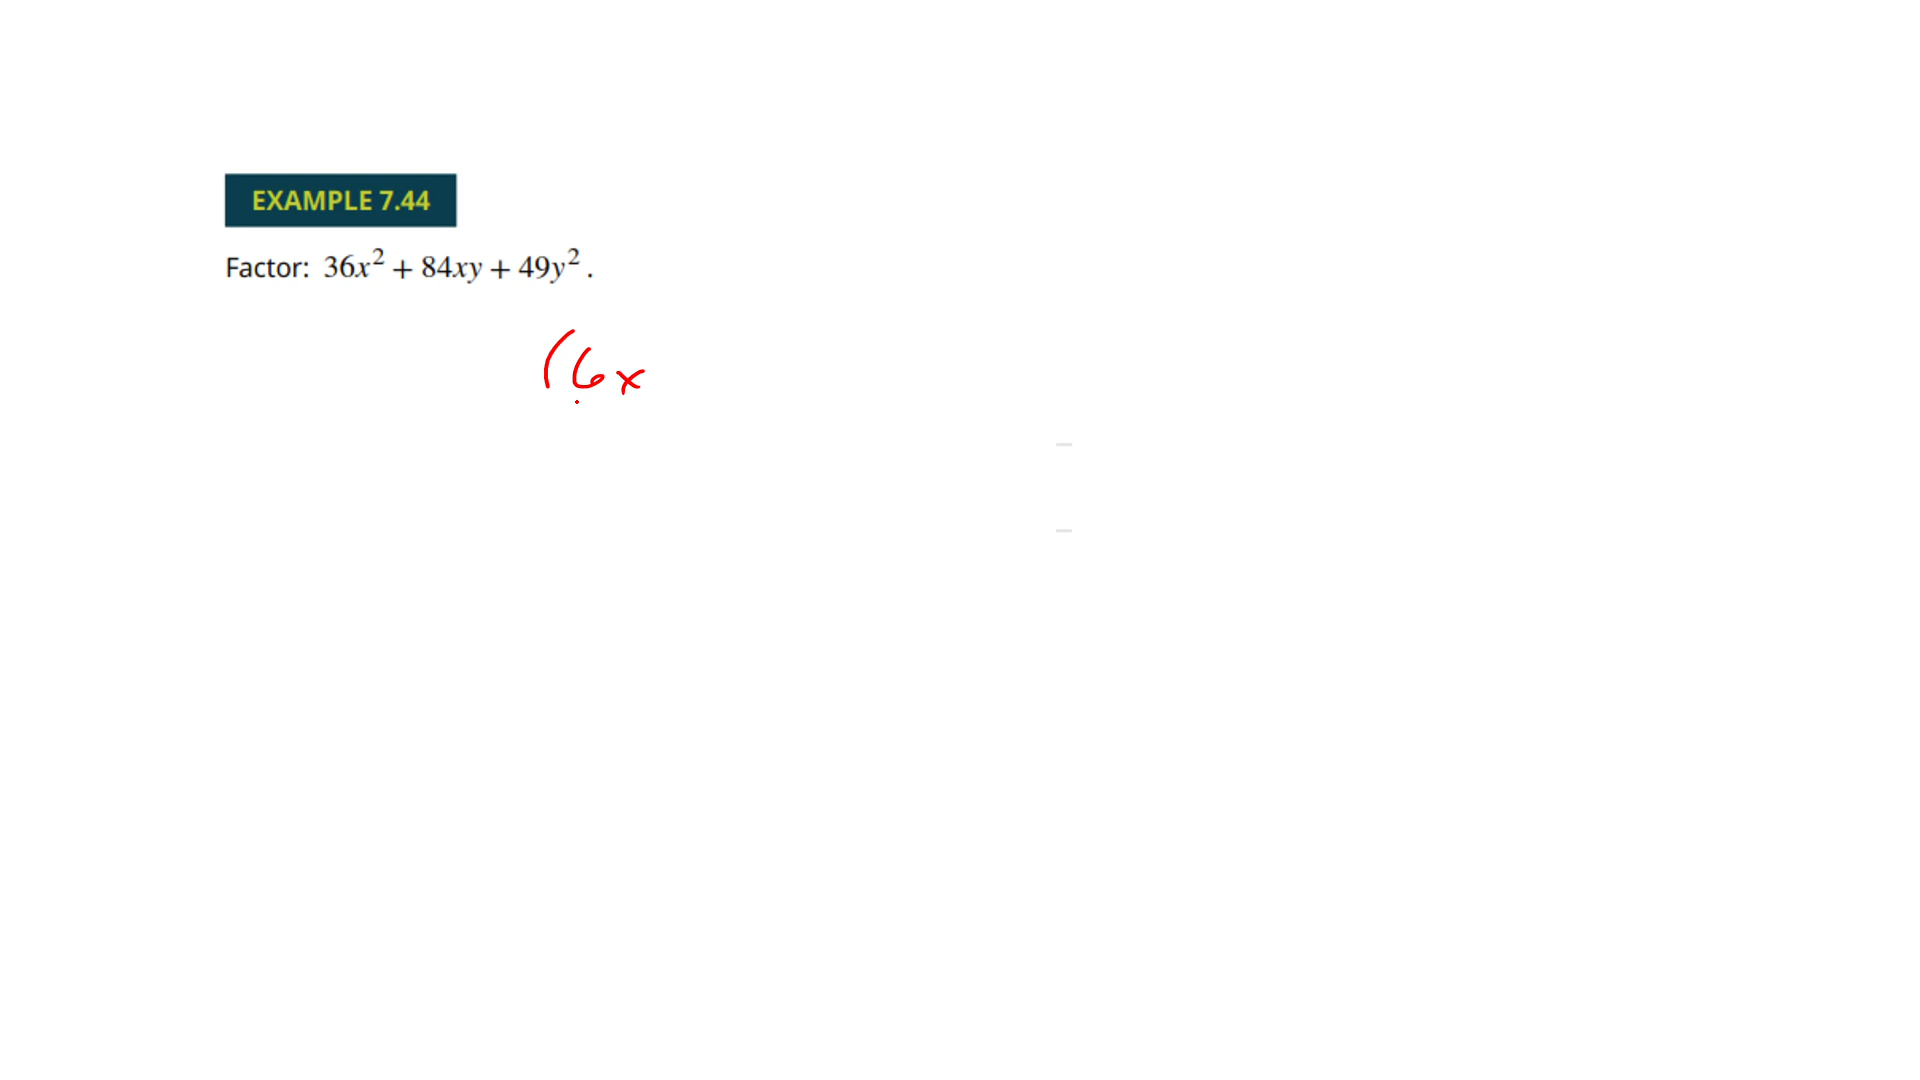 EXAMPLE 7.44
Factor: 36x² + 84xy + 49y² .
(6x